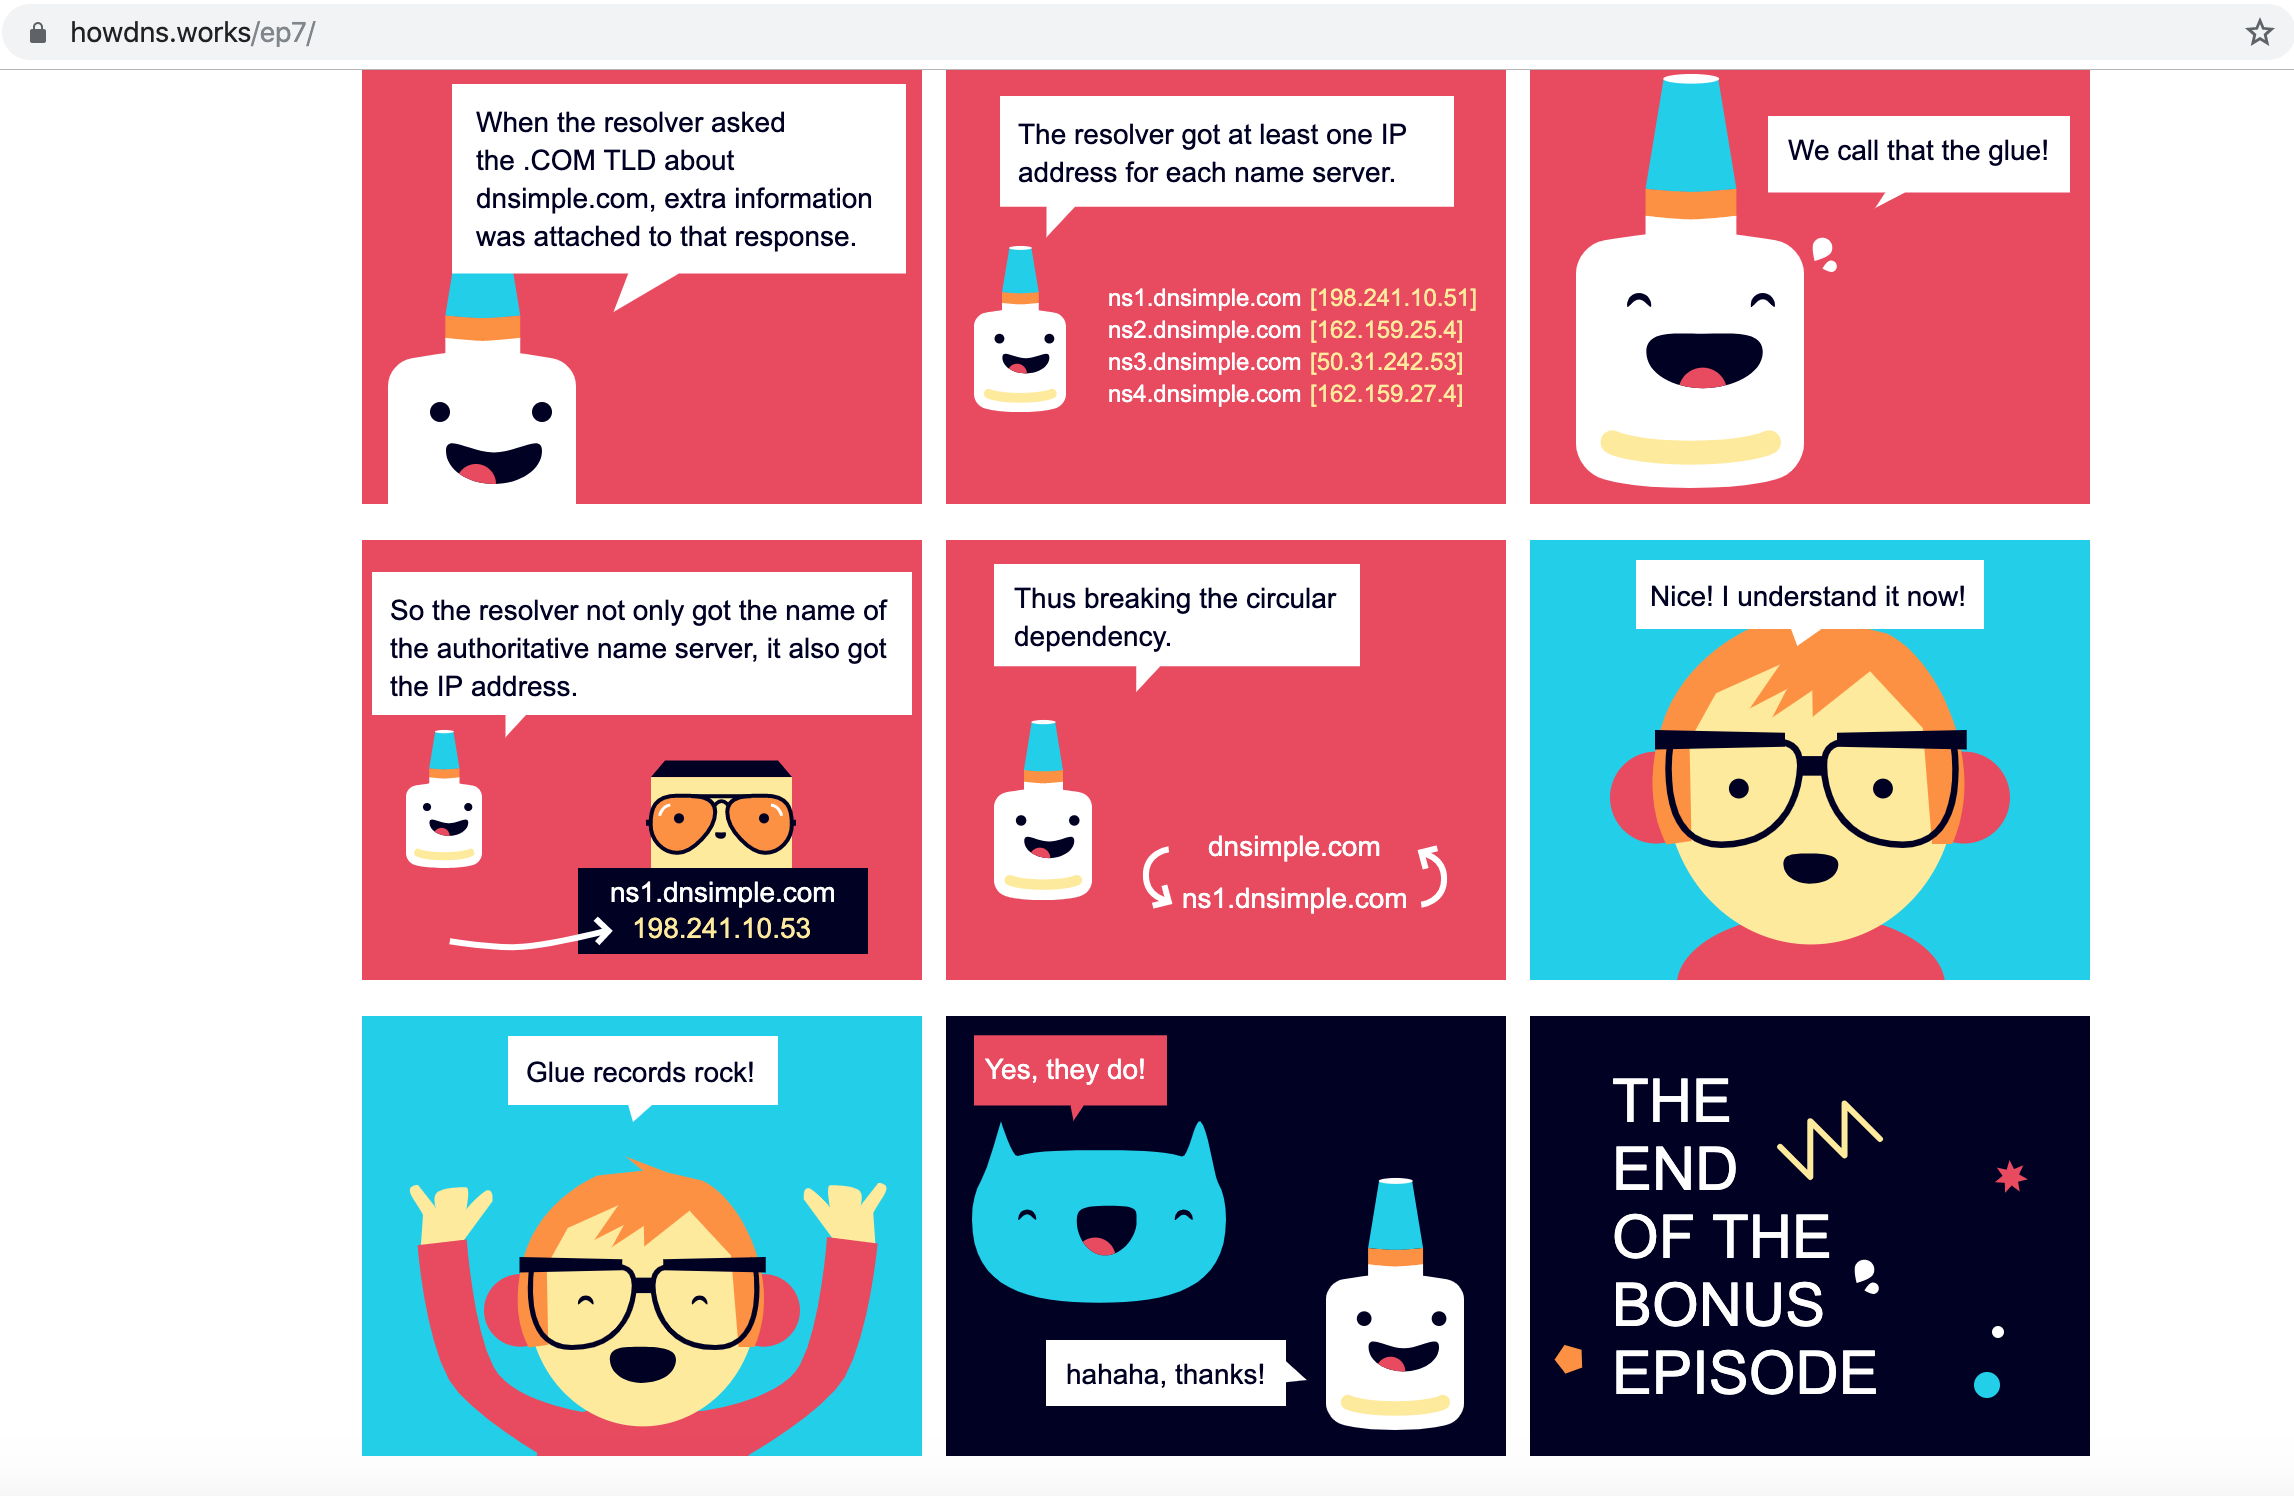 howdns.works/ep7/
When the resolver asked
the .COM TLD about
dnsimple.com, extra information
was attached to that response.
The resolver got at least one IP
address for each name server.
ns1.dnsimple.com [198.241.10.51]
ns2.dnsimple.com [162.159.25.4]
ns3.dnsimple.com [50.31.242.53]
ns4.dnsimple.com [162.159.27.4]
We call that the glue!
So the resolver not only got the name of
the authoritative name server, it also got
the IP address.
ns1.dnsimple.com
198.241.10.53
Thus breaking the circular
dependency.
dnsimple.com
ns1.dnsimple.com
Nice! I understand it now!
Glue records rock!
Yes, they do!
hahaha, thanks!
THE
END
OF THE
BONUS
EPISODE